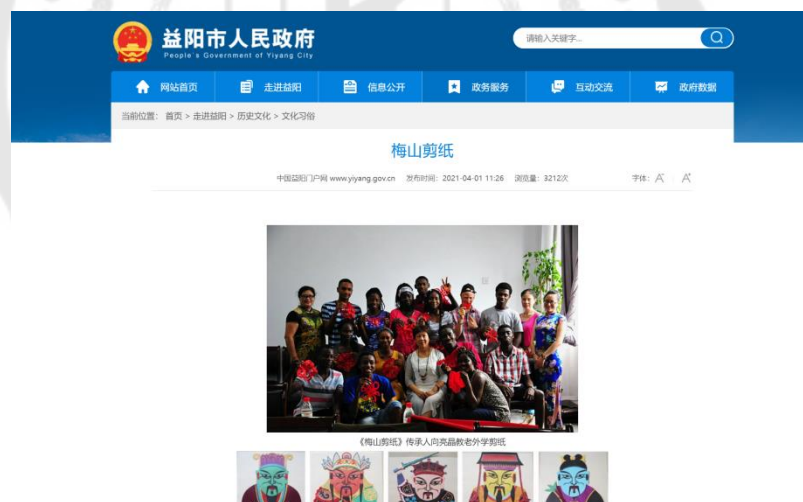 益阳市人民政府
People's Government of Yiyang City
请输入关键字...
网站首页 走进益阳 信息公开 政务服务 互动交流 政府数据
当前位置: 首页 > 走进益阳 > 历史文化 > 文化习俗
梅山剪纸
中国益阳门户网 www.yiyang.gov.cn 发布时间: 2021-04-01 11:26 浏览量: 3212次 字体: A A
《梅山剪纸》传承人向亮晶教老外学剪纸